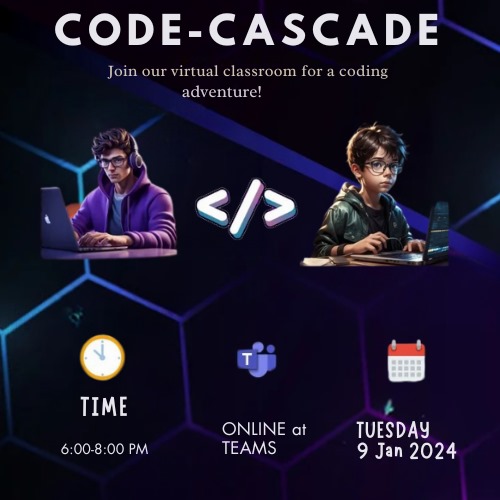 CODE-CASCADE
Join our virtual classroom for a coding
adventure!
</>
T
TIME
6:00-8:00 PM
ONLINE at
TEAMS
TUESDAY
9 Jan 2024